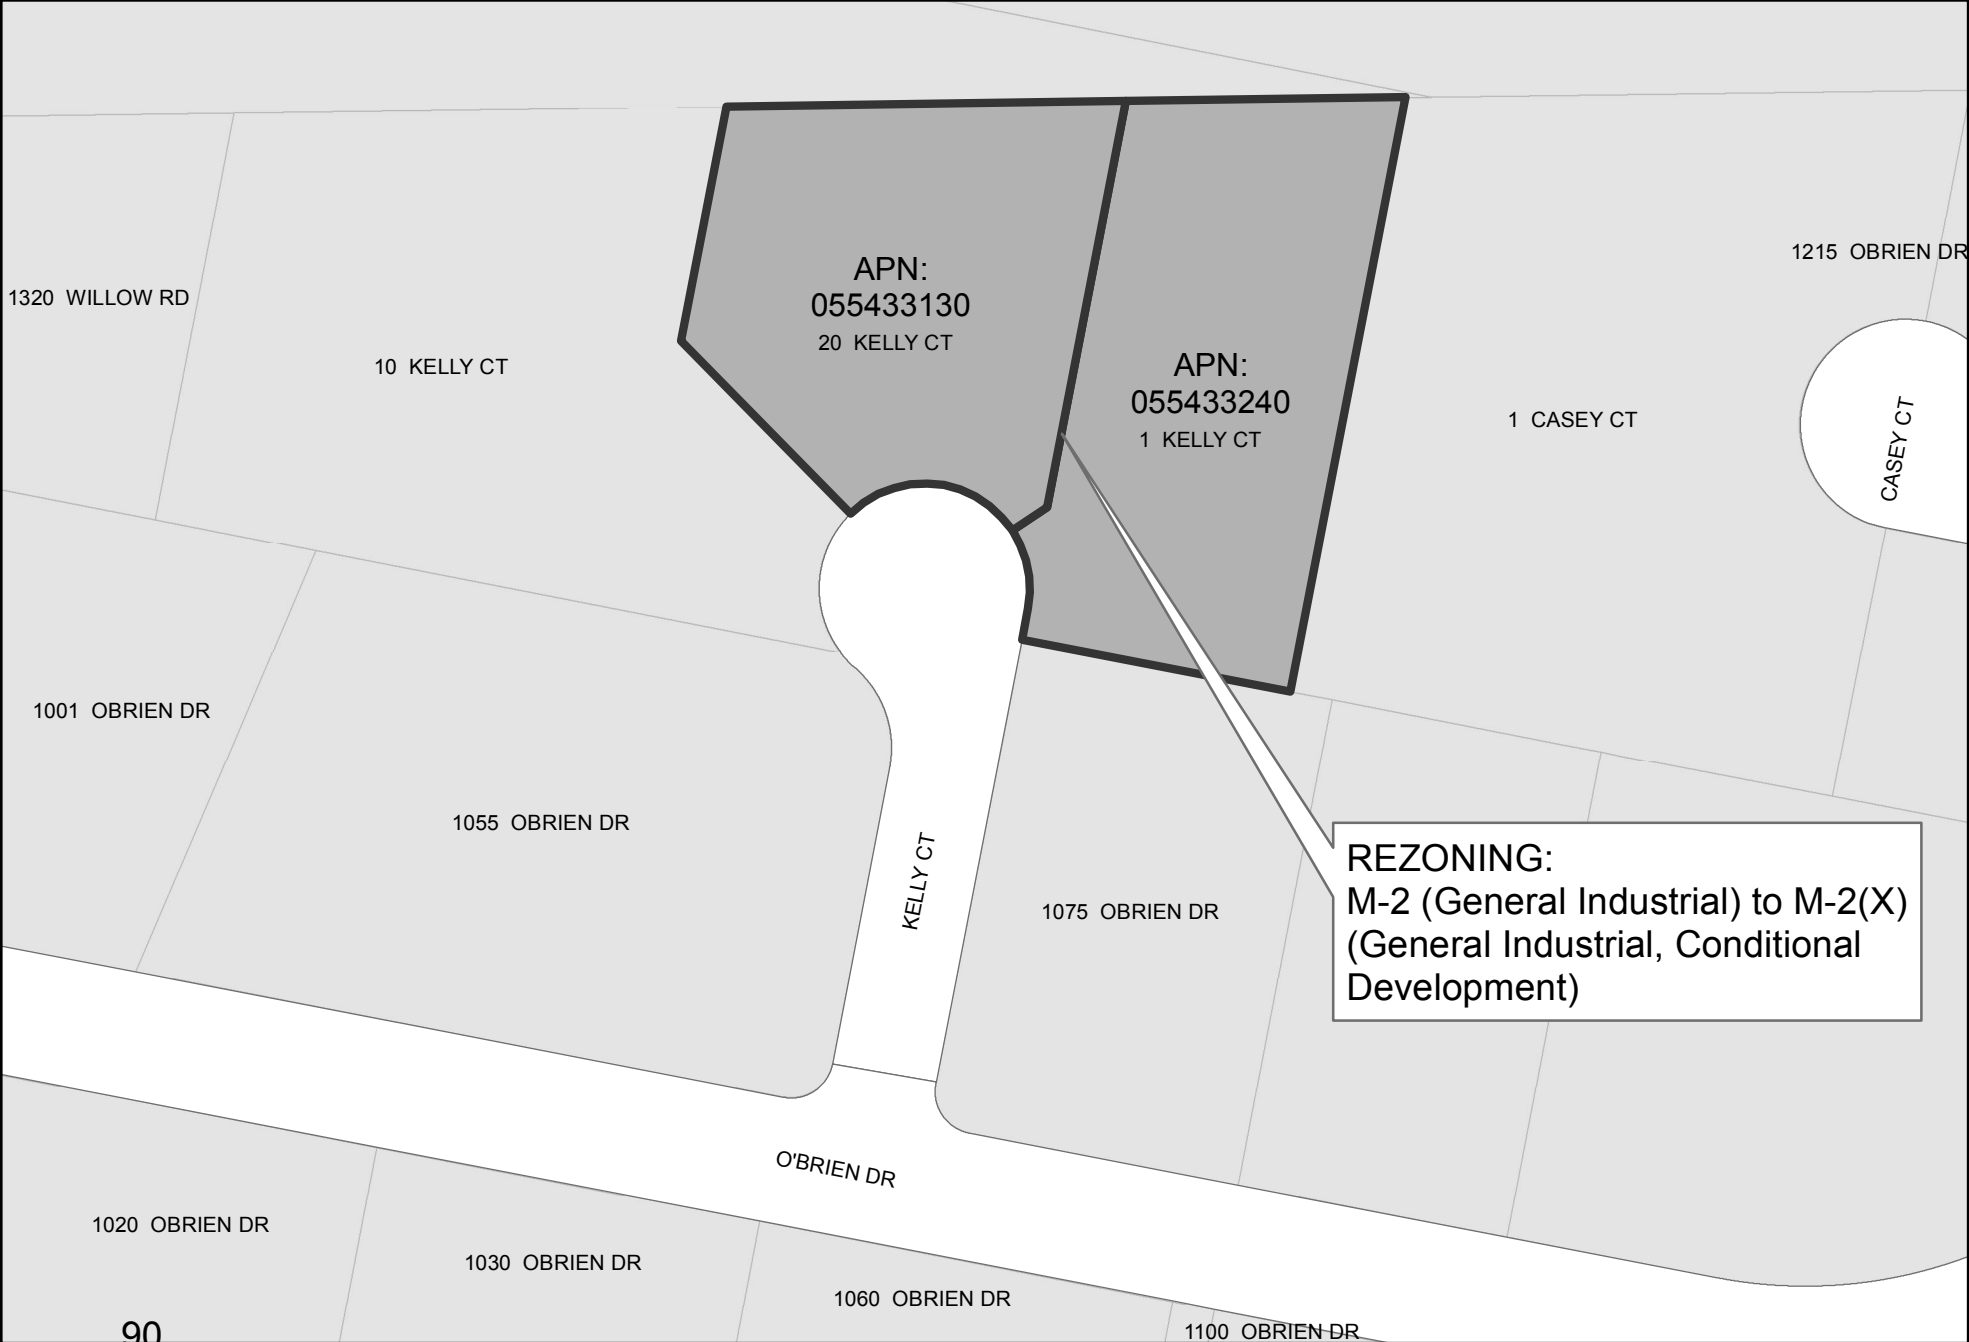 APN:
055433130
20 KELLY CT
APN:
055433240
1 KELLY CT
1215 OBRIEN DR
1320 WILLOW RD
10 KELLY CT
1 CASEY CT
CASEY CT
1001 OBRIEN DR
1055 OBRIEN DR
KELLY CT
1075 OBRIEN DR
REZONING:
M-2 (General Industrial) to M-2(X)
(General Industrial, Conditional
Development)
O'BRIEN DR
1020 OBRIEN DR
1030 OBRIEN DR
1060 OBRIEN DR
1100 OBRIEN DR
90